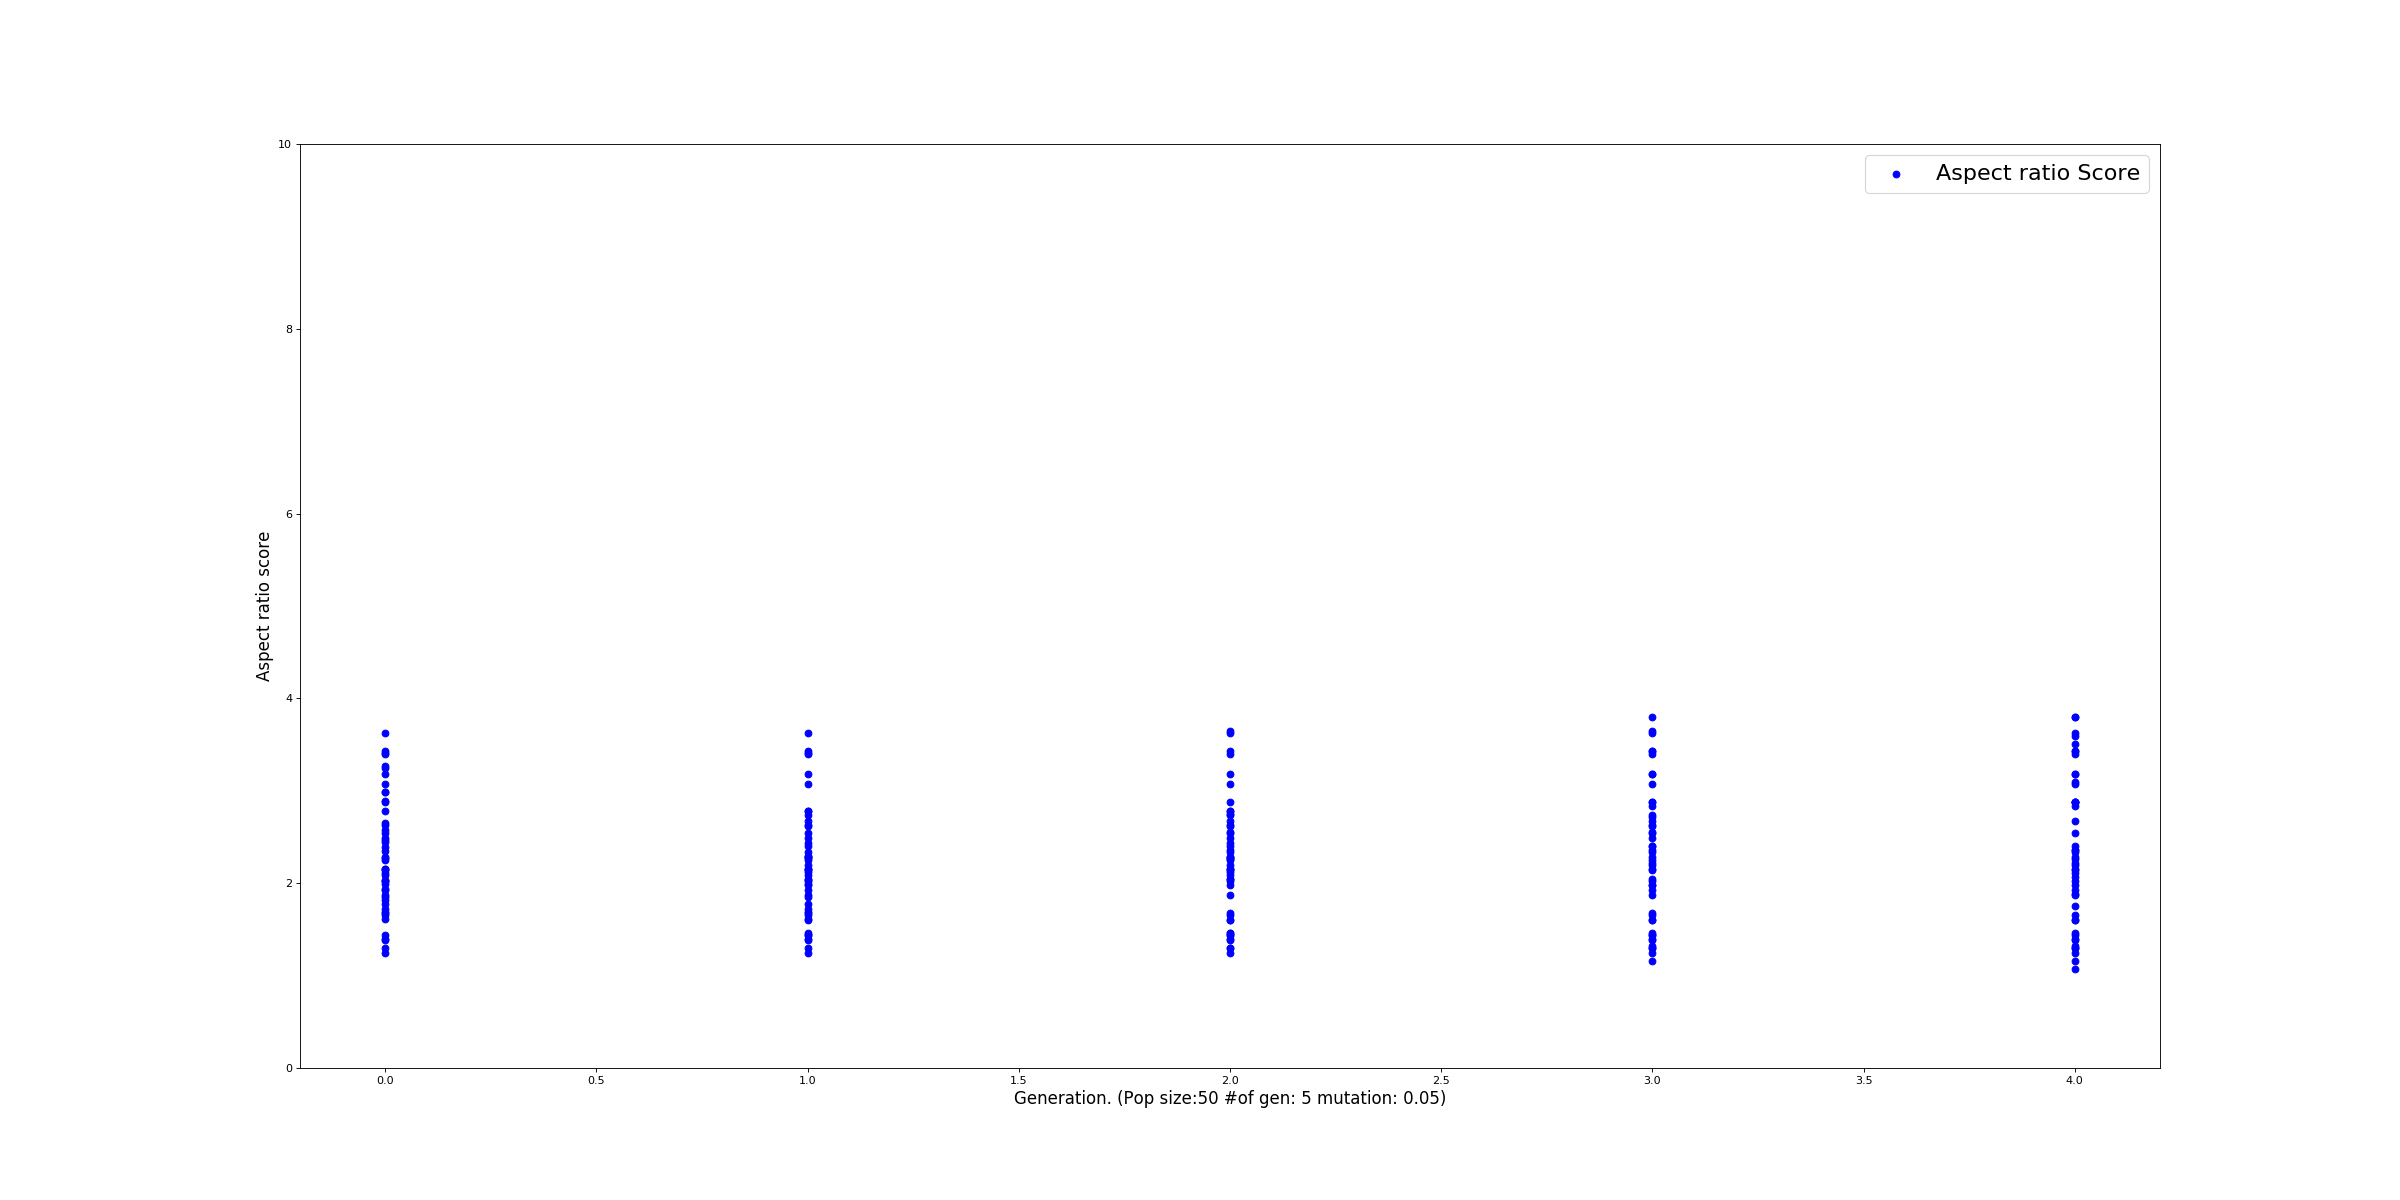 10
Aspect ratio Score
8
6
Aspect ratio score
4
2
0
0.0 0.5 1.0 1.5 2.0 2.5 3.0 3.5 4.0
Generation. (Pop size:50 #of gen: 5 mutation: 0.05)